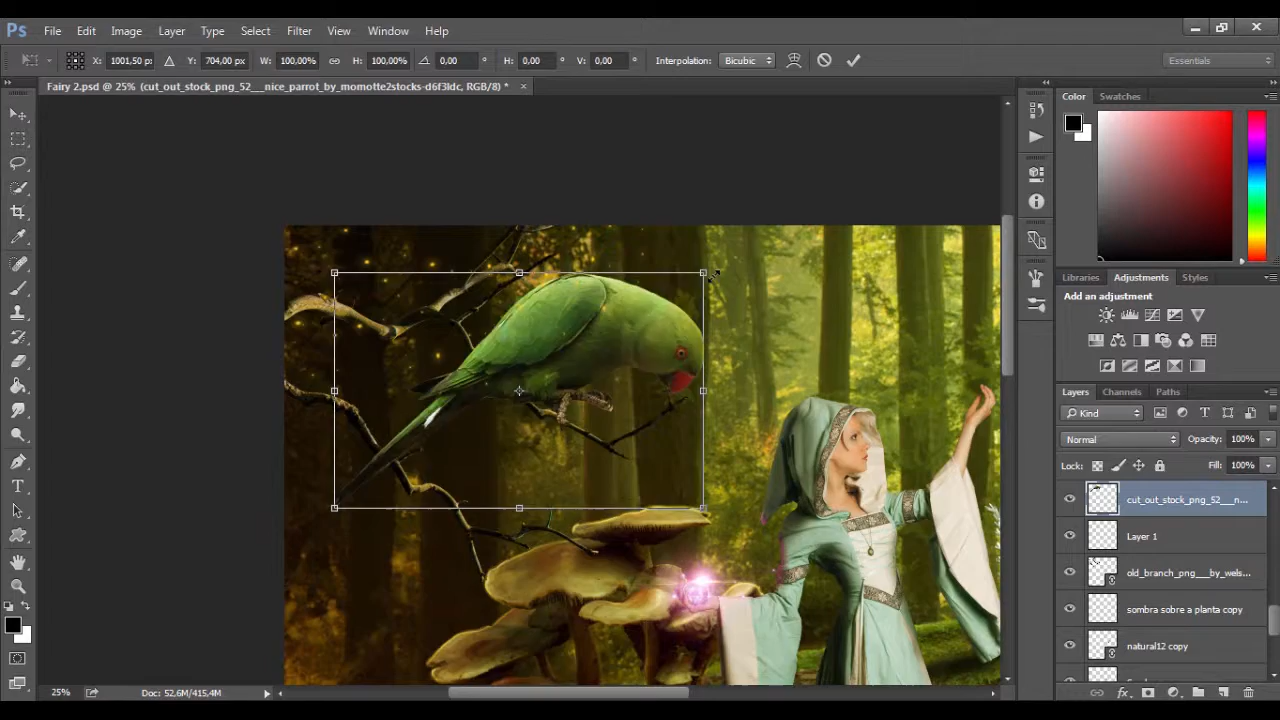 Ps File Edit Image Layer Type Select Filter View Window Help
X: 1001,50 px Y: 704,00 px W: 100,00% H: 100,00% 0,00 ° H: 0,00 ° V: 0,00 ° Interpolation: Bicubic Essentials
Fairy 2.psd @ 25% (cut_out_stock_png_52___nice_parrot_by_momotte2stocks-d6f3ldc, RGB/8) *
Color Swatches
Libraries Adjustments Styles
Add an adjustment
Layers Channels Paths
Kind
Normal Opacity: 100%
Lock: Fill: 100%
cut_out_stock_png_52___n...
Layer 1
old_branch_png___by_wels...
sombra sobre a planta copy
natural12 copy
25% Doc: 52,6M/415,4M